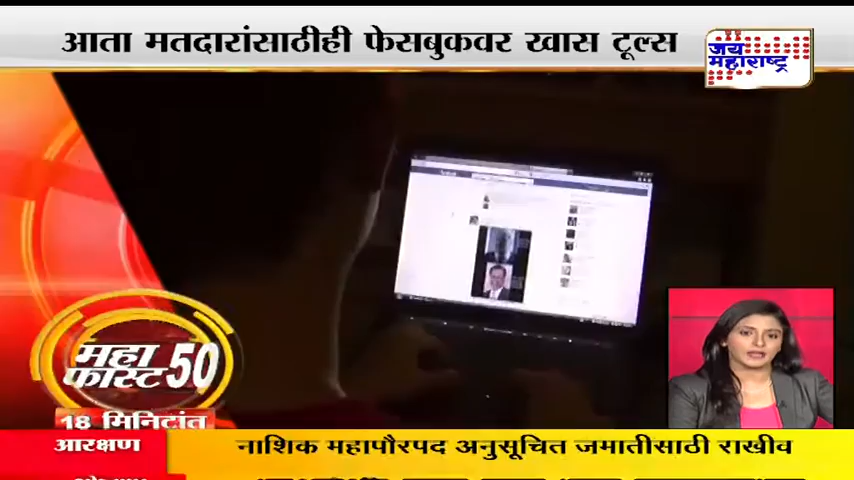 आता मतदारांसाठीही फेसबुकवर खास टूल्स
जय
महाराष्ट्र
महा
फास्ट 50
18 मिनिटांत
आरक्षण
नाशिक महापौरपद अनुसूचित जमातीसाठी राखीव